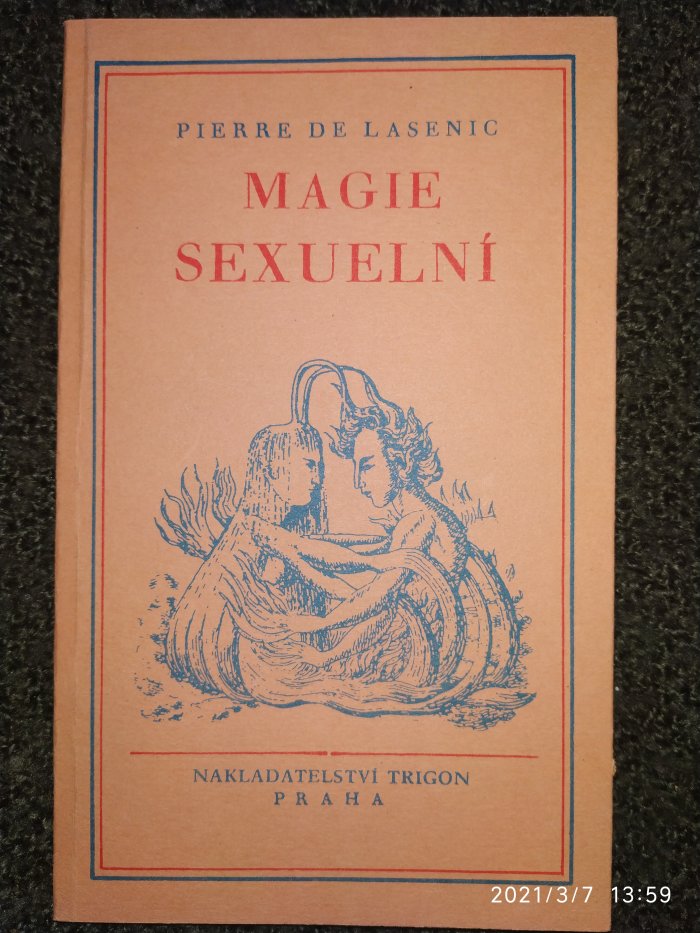 PIERRE DE LASENIC
MAGIE
SEXUELNÍ
NAKLADATELSTVÍ TRIGON
PRAHA
2021/3/7 13:59